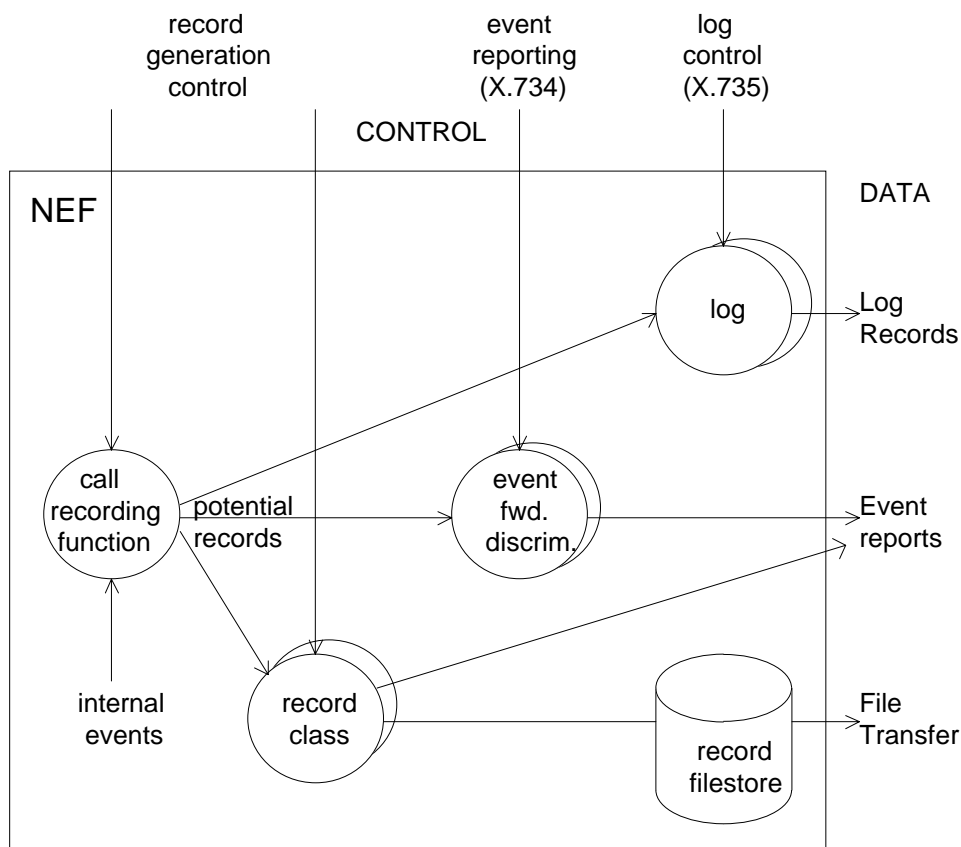 record
generation
control
event
reporting
(X.734)
log
control
(X.735)
CONTROL
NEF
DATA
log
Log
Records
call
recording
function
potential
records
event
fwd.
discrim.
Event
reports
internal
events
record
class
record
filestore
File
Transfer